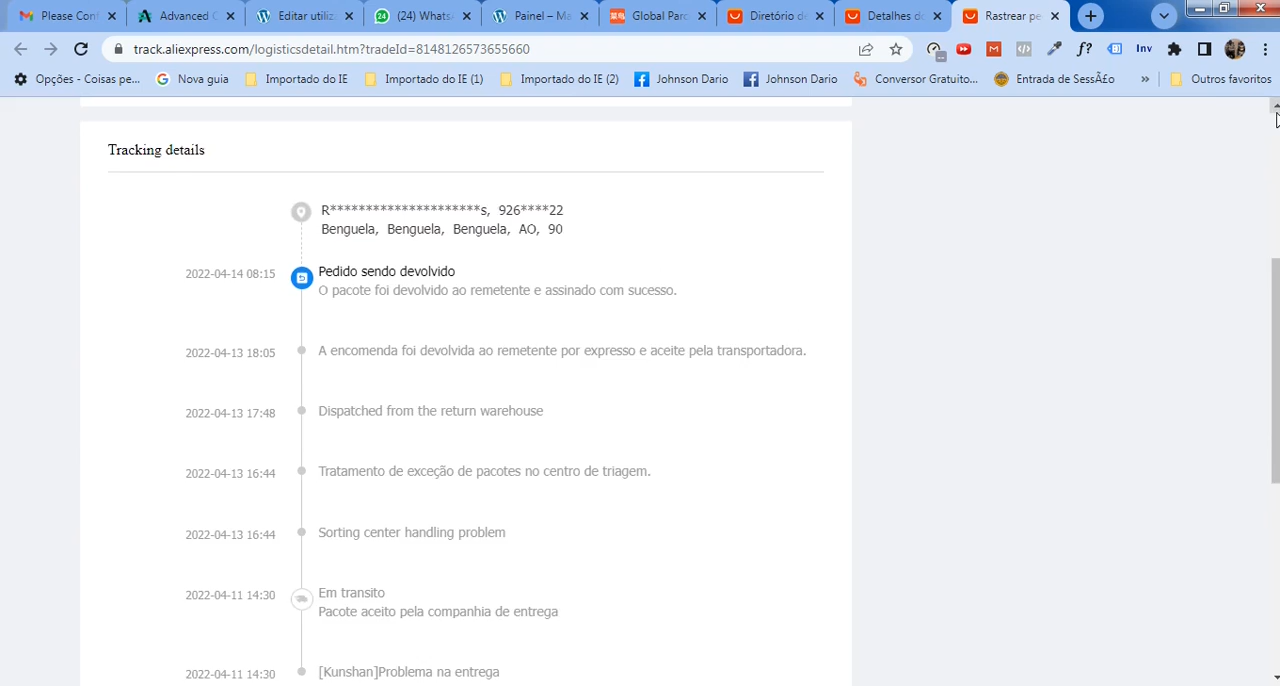 Please Conf
Advanced C
Editar utiliz
(24) Whats
Painel – Ma
Global Parc
Diretório de
Detalhes do
Rastrear pe
track.aliexpress.com/logisticsdetail.htm?tradeId=8148126573655660
Inv
Opções - Coisas pe...
Nova guia
Importado do IE
Importado do IE (1)
Importado do IE (2)
Johnson Dario
Johnson Dario
Conversor Gratuito...
Entrada de SessÃ£o
»
Outros favoritos
Tracking details
R*********************s, 926****22
Benguela, Benguela, Benguela, AO, 90
2022-04-14 08:15
Pedido sendo devolvido
O pacote foi devolvido ao remetente e assinado com sucesso.
2022-04-13 18:05
A encomenda foi devolvida ao remetente por expresso e aceite pela transportadora.
2022-04-13 17:48
Dispatched from the return warehouse
2022-04-13 16:44
Tratamento de exceção de pacotes no centro de triagem.
2022-04-13 16:44
Sorting center handling problem
2022-04-11 14:30
Em transito
Pacote aceito pela companhia de entrega
2022-04-11 14:30
[Kunshan]Problema na entrega